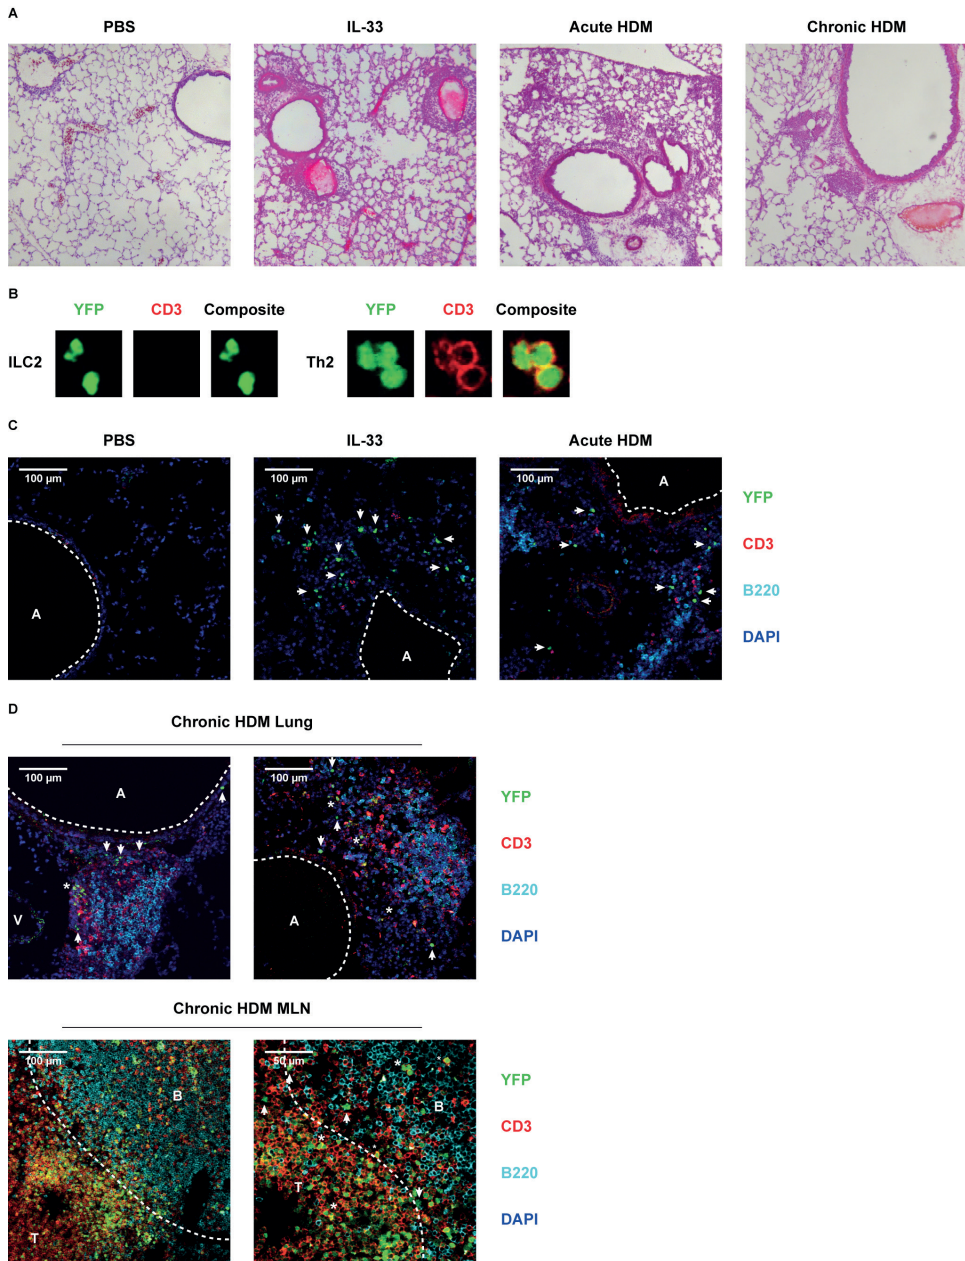 A
PBS
IL-33
Acute HDM
Chronic HDM
B
YFP
CD3
Composite
YFP
CD3
Composite
ILC2
Th2
C
PBS
IL-33
Acute HDM
100 µm
100 µm
100 µm
A
A
A
YFP
CD3
B220
DAPI
D
Chronic HDM Lung
100 µm
100 µm
A
*
*
*
*
V
A
YFP
CD3
B220
DAPI
Chronic HDM MLN
100 µm
50 µm
B
T
*
*
B
*
T
*
YFP
CD3
B220
DAPI